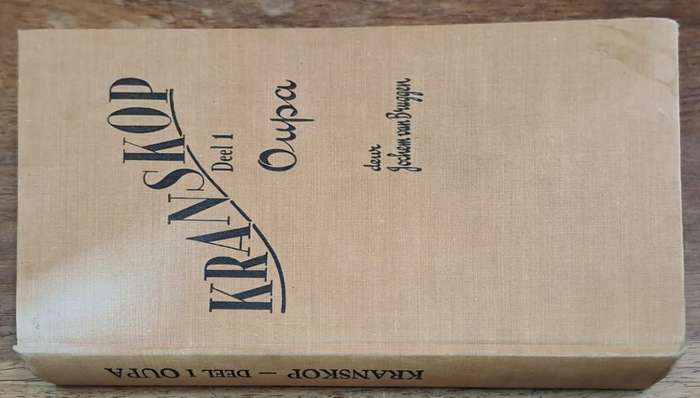 KRANSKOP
Deel 1
Oupa
deur
Jochem van Bruggen
KRANSKOP — DEEL 1 OUPA